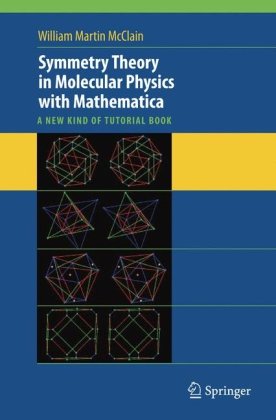 William Martin McClain
Symmetry Theory
in Molecular Physics
with Mathematica
A NEW KIND OF TUTORIAL BOOK
Springer